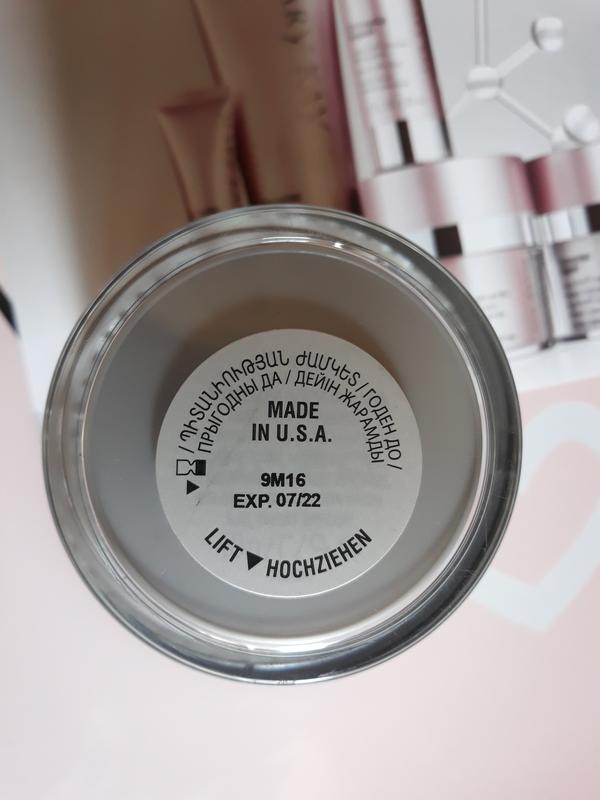 / ՊԻՏԱՆԻՈՒԹՅԱՆ ԺԱՄԿԵՏ / ГОДЕН ДО /
ПРЫГОДНЫ ДА / ДЕЙІН ЖАРАМДЫ
MADE
IN U.S.A.
9M16
EXP. 07/22
LIFT ▼ HOCHZIEHEN